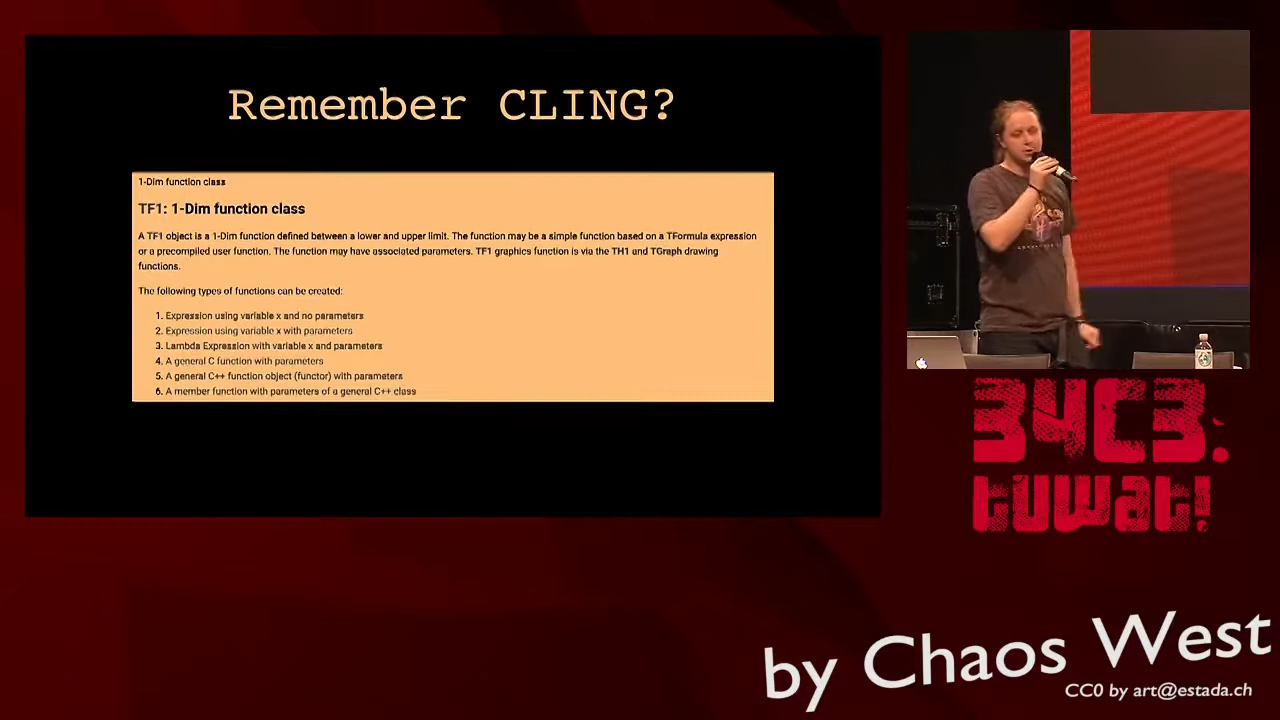 Remember CLING?
1-Dim function class
TF1: 1-Dim function class
A TF1 object is a 1-Dim function defined between a lower and upper limit. The function may be a simple function based on a TFormula expression
or a precompiled user function. The function may have associated parameters. TF1 graphics function is via the TH1 and TGraph drawing
functions.
The following types of functions can be created:
1. Expression using variable x and no parameters
2. Expression using variable x with parameters
3. Lambda Expression with variable x and parameters
4. A general C function with parameters
5. A general C++ function object (functor) with parameters
6. A member function with parameters of a general C++ class
34C3:
tuwat!
by Chaos West
CC0 by art@estada.ch